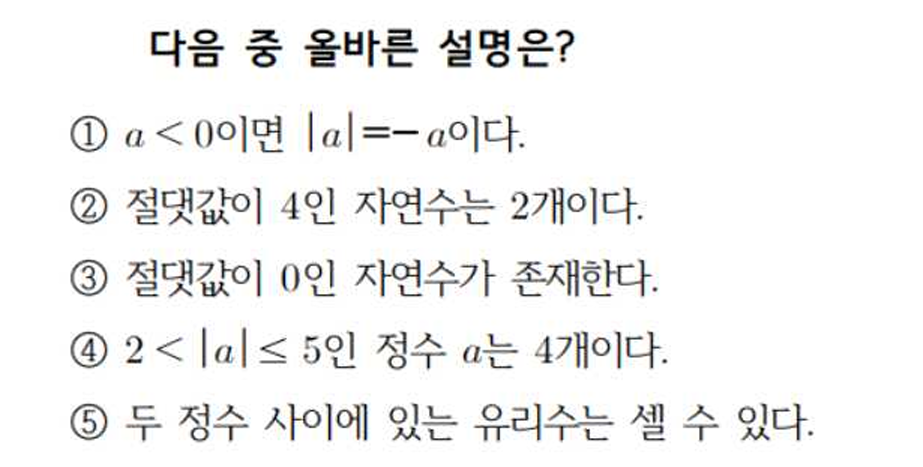 다음 중 올바른 설명은?
① a < 0이면 |a|=-a이다.
② 절댓값이 4인 자연수는 2개이다.
③ 절댓값이 0인 자연수가 존재한다.
④ 2 < |a| ≤ 5인 정수 a는 4개이다.
⑤ 두 정수 사이에 있는 유리수는 셀 수 있다.